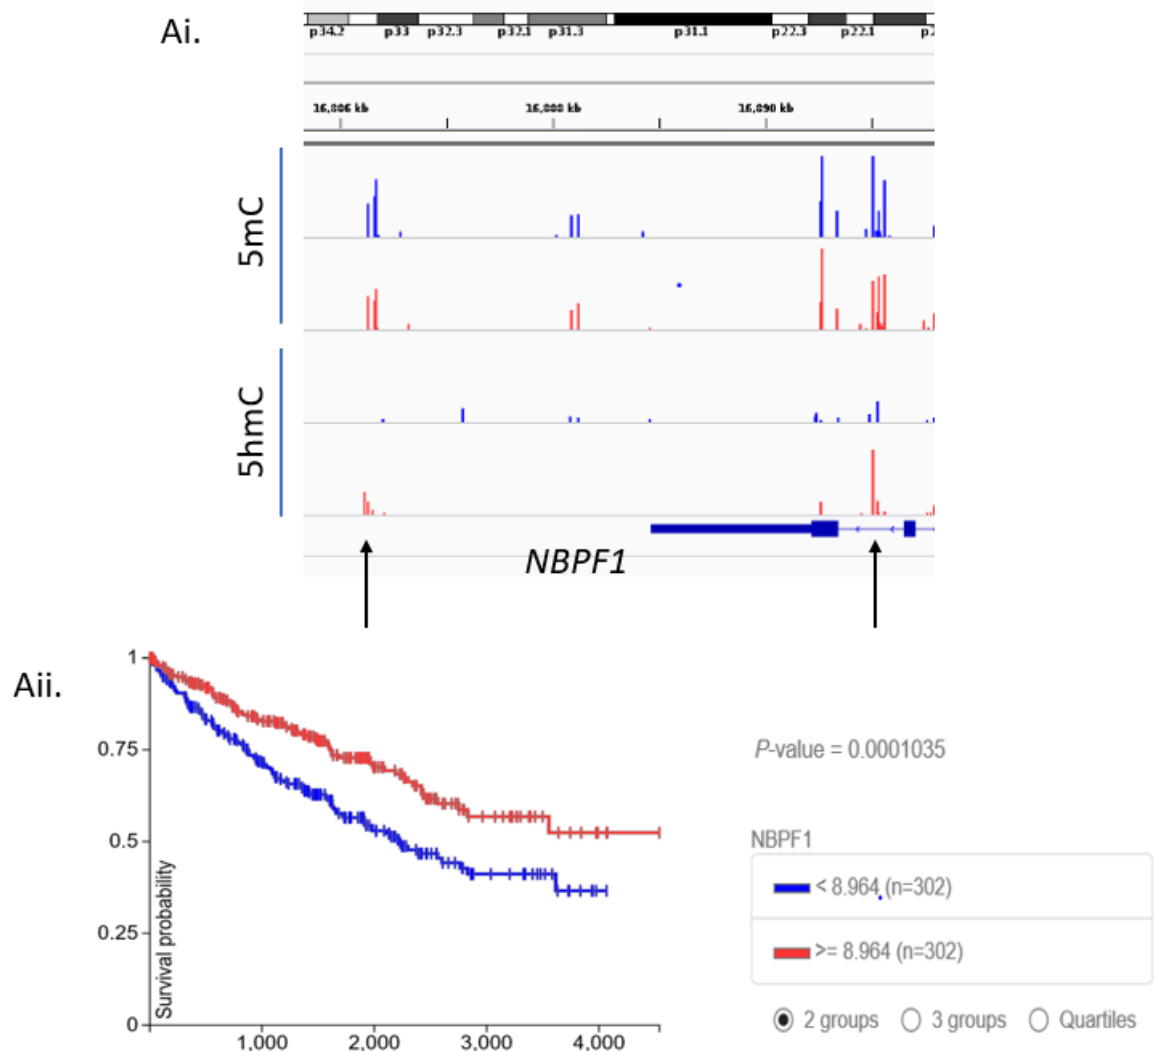 Ai.
p34.2 p33 p32.3 p32.1 p31.3 p31.1 p22.3 p22.1
16,886 kb 16,888 kb 16,890 kb
5mC
5hmC
NBPF1
Aii.
1
0.75
0.5
0.25
0
Survival probability
1,000 2,000 3,000 4,000
P-value = 0.0001035
NBPF1
< 8.964 (n=302)
>= 8.964 (n=302)
2 groups 3 groups Quartiles